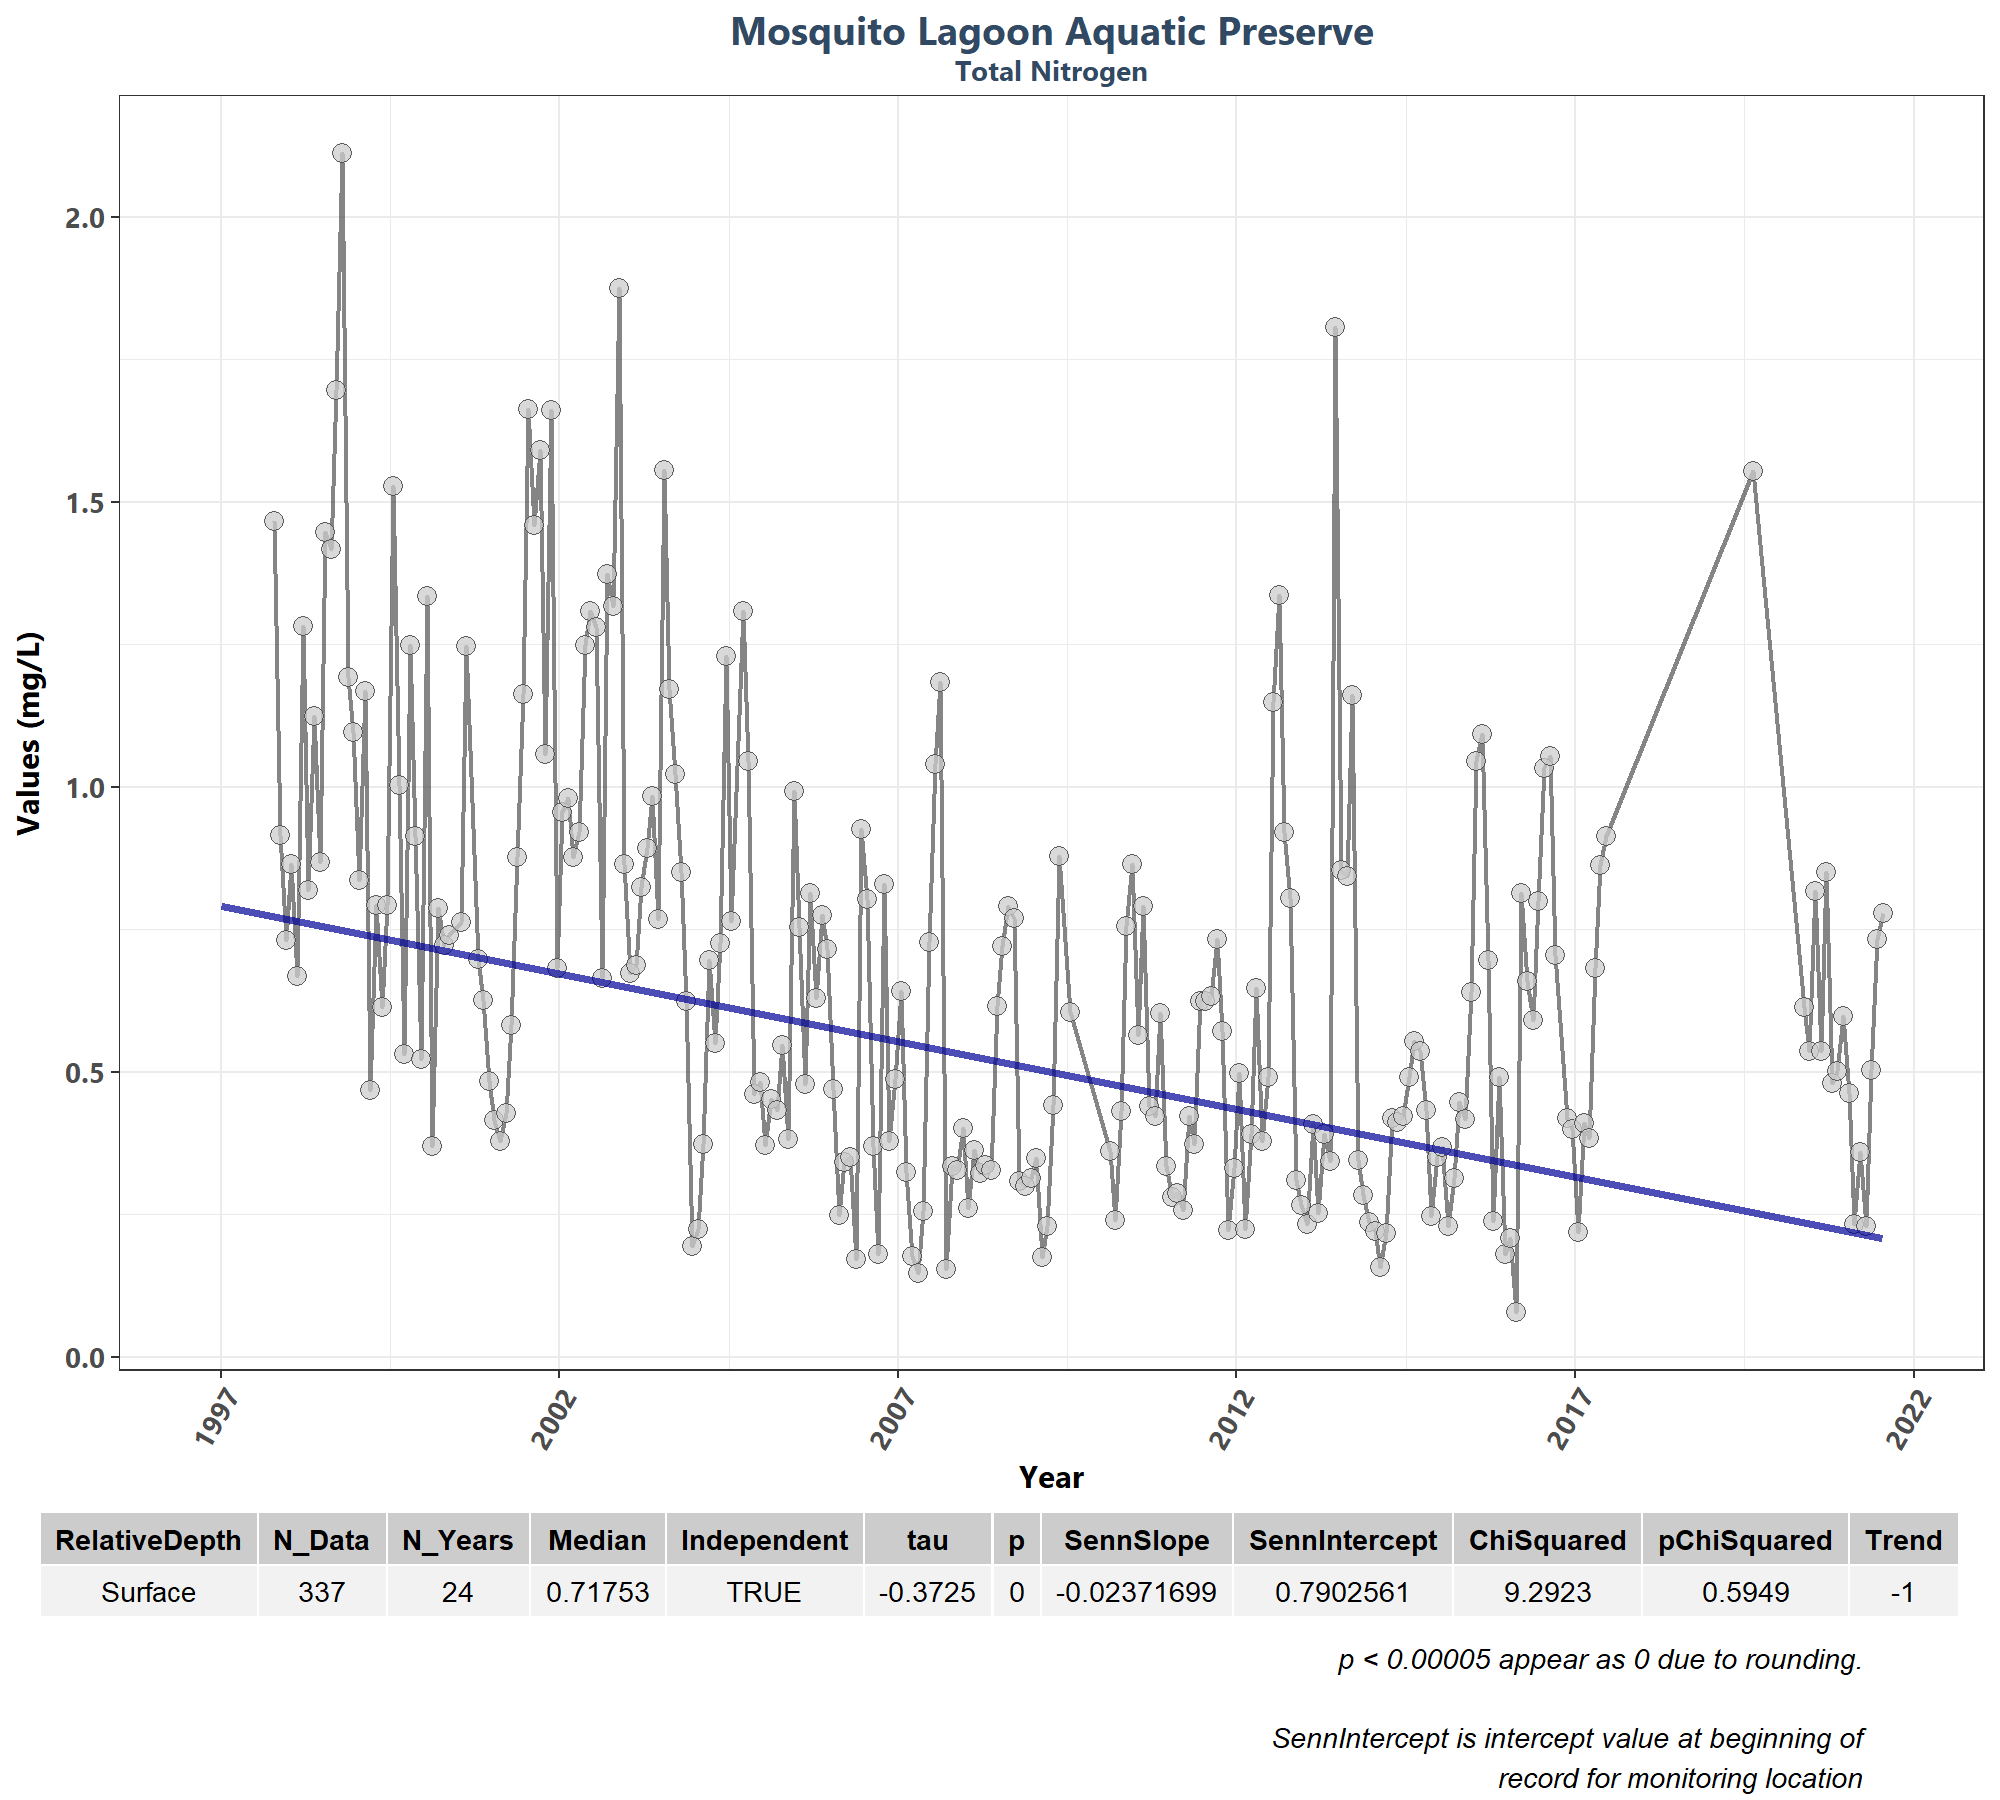 Mosquito Lagoon Aquatic Preserve
Total Nitrogen
Values (mg/L)
2.0
1.5
1.0
0.5
0.0
1997 2002 2007 2012 2017 2022
Year
RelativeDepth N_Data N_Years Median Independent tau p SennSlope SennIntercept ChiSquared pChiSquared Trend
Surface 337 24 0.71753 TRUE -0.3725 0 -0.02371699 0.7902561 9.2923 0.5949 -1
p < 0.00005 appear as 0 due to rounding.
SennIntercept is intercept value at beginning of
record for monitoring location